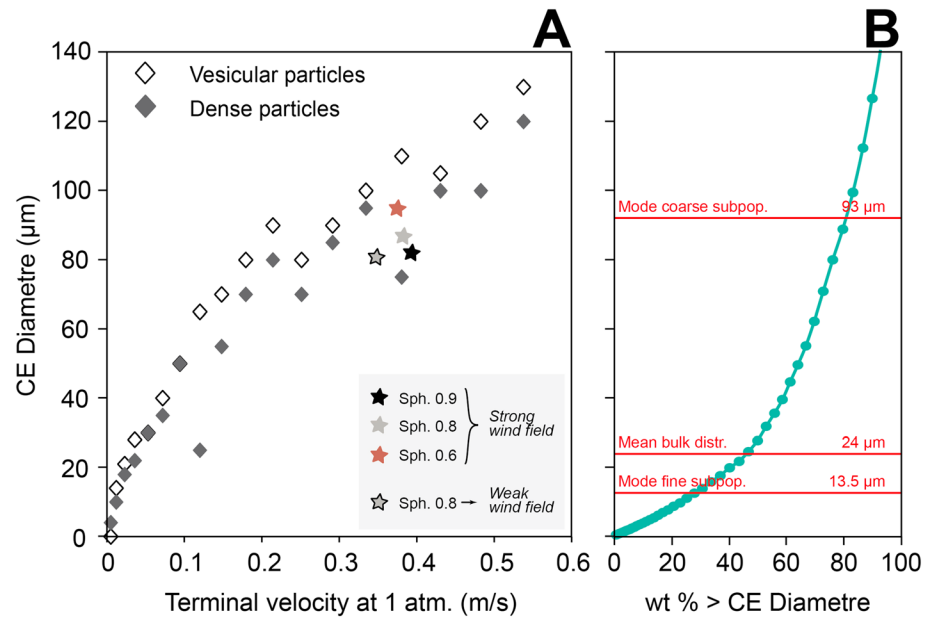 A
B
140
120
100
80
60
40
20
0
CE Diametre (µm)
Vesicular particles
Dense particles
Sph. 0.9
Sph. 0.8
Sph. 0.6
Strong
wind field
Sph. 0.8
Weak
wind field
0
0.1
0.2
0.3
0.4
0.5
0.6
Terminal velocity at 1 atm. (m/s)
Mode coarse subpop. 93 µm
Mean bulk distr. 24 µm
Mode fine subpop. 13.5 µm
0
20
40
60
80
100
wt % > CE Diametre